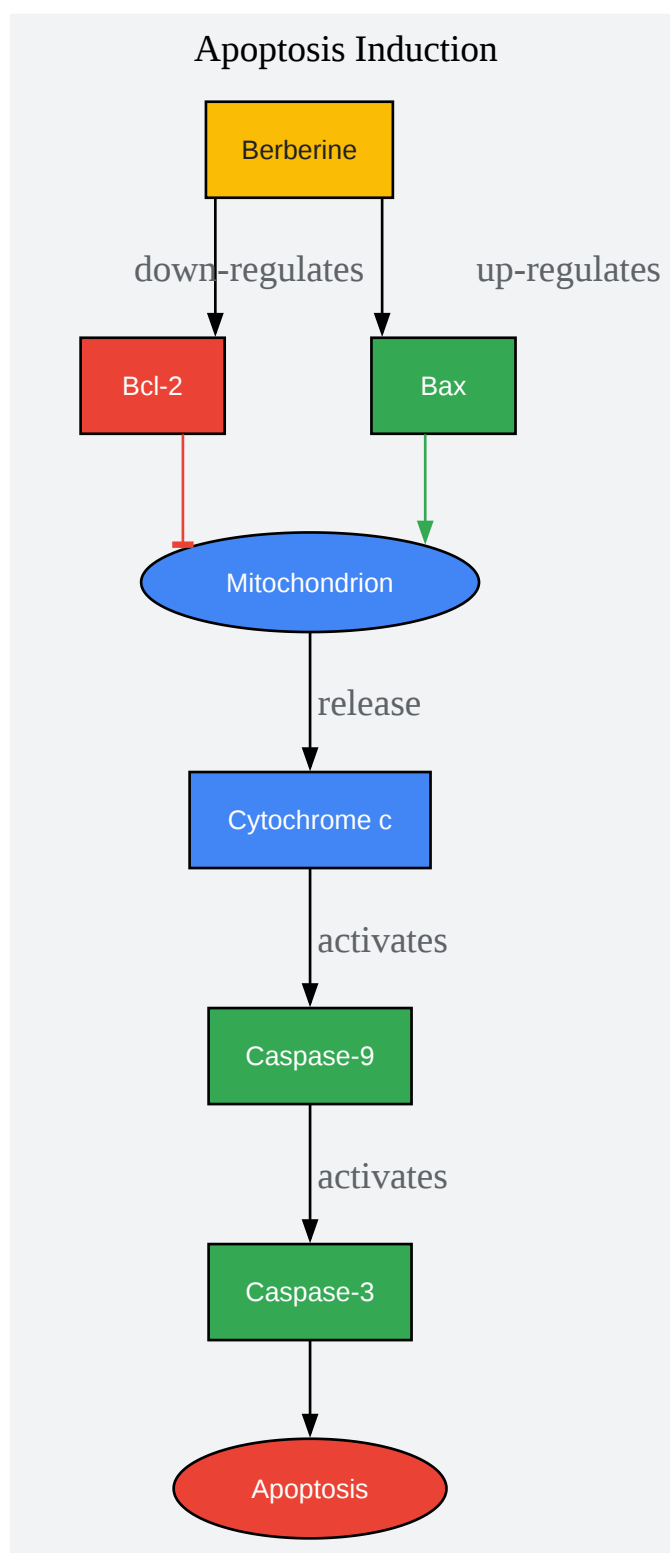 Apoptosis Induction
Berberine
down-regulates
up-regulates
Bcl-2
Bax
Mitochondrion
release
Cytochrome c
activates
Caspase-9
activates
Caspase-3
Apoptosis